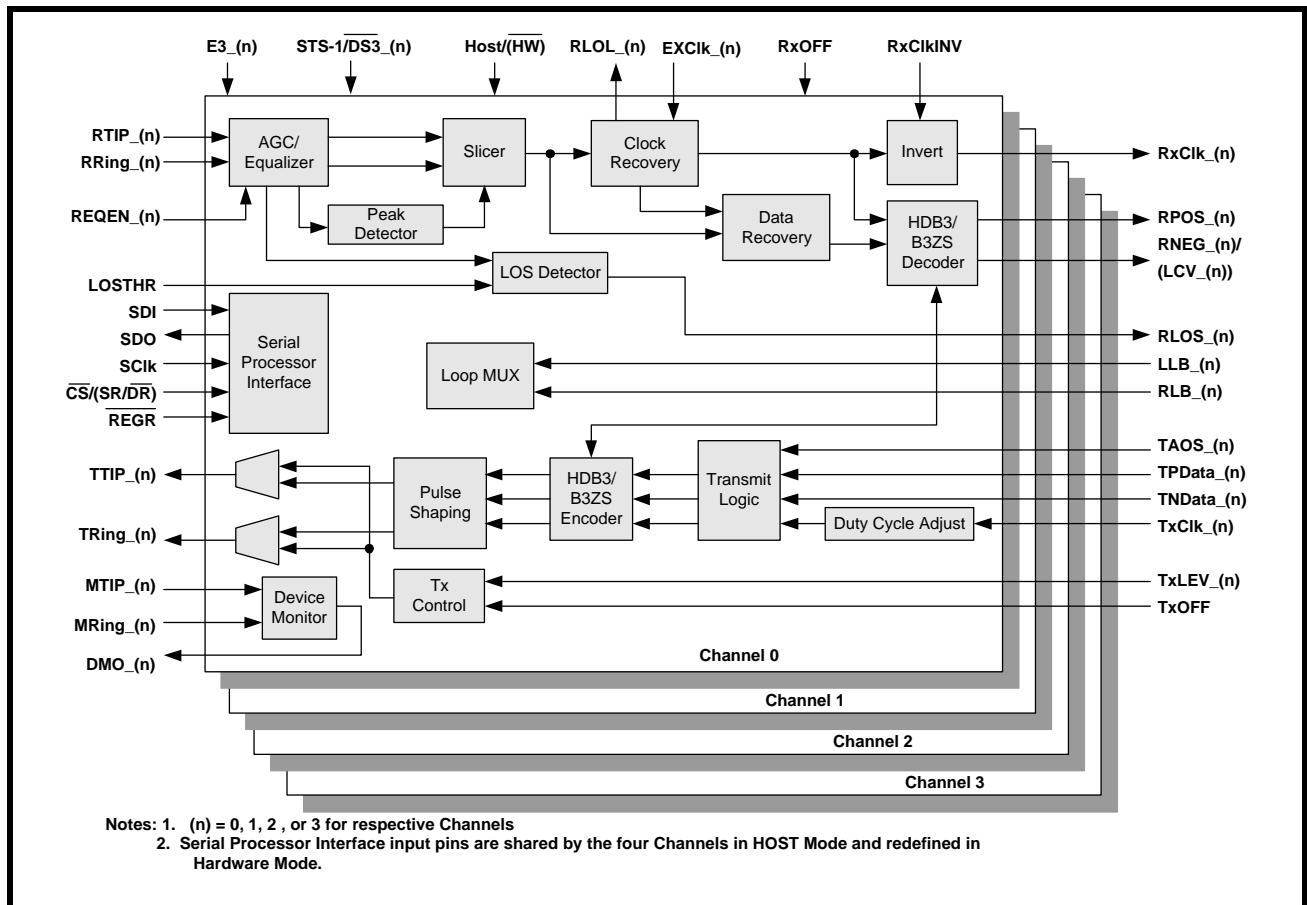 E3_(n)
STS-1/DS3_(n)
Host/(HW)
RLOL_(n)
EXClk_(n)
RxOFF
RxClkINV
RTIP_(n)
RRing_(n)
REQEN_(n)
LOSTHR
SDI
SDO
SClk
CS/(SR/DR)
REGR
TTIP_(n)
TRing_(n)
MTIP_(n)
MRing_(n)
DMO_(n)
AGC/
Equalizer
Peak
Detector
Slicer
LOS Detector
Clock
Recovery
Data
Recovery
Invert
HDB3/
B3ZS
Decoder
Serial
Processor
Interface
Loop MUX
Pulse
Shaping
HDB3/
B3ZS
Encoder
Transmit
Logic
Duty Cycle Adjust
Tx
Control
Device
Monitor
RxClk_(n)
RPOS_(n)
RNEG_(n)/
(LCV_(n))
RLOS_(n)
LLB_(n)
RLB_(n)
TAOS_(n)
TPData_(n)
TNData_(n)
TxClk_(n)
TxLEV_(n)
TxOFF
Channel 0
Channel 1
Channel 2
Channel 3
Notes: 1. (n) = 0, 1, 2 , or 3 for respective Channels
2. Serial Processor Interface input pins are shared by the four Channels in HOST Mode and redefined in
Hardware Mode.